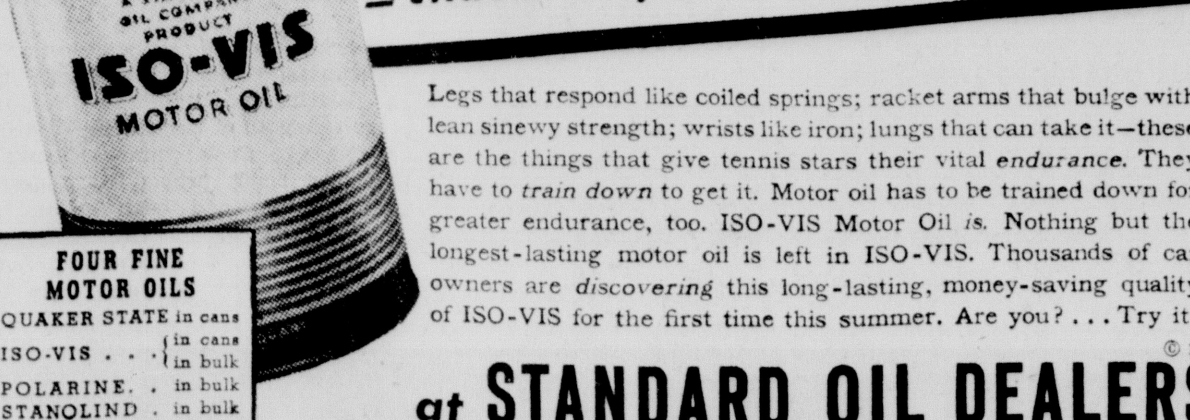 OIL COMPANY
PRODUCT
ISO-VIS
MOTOR OIL
Legs that respond like coiled springs; racket arms that bulge with
lean sinewy strength; wrists like iron; lungs that can take it—these
are the things that give tennis stars their vital endurance. They
have to train down to get it. Motor oil has to be trained down for
greater endurance, too. ISO-VIS Motor Oil is. Nothing but the
longest-lasting motor oil is left in ISO-VIS. Thousands of car
owners are discovering this long-lasting, money-saving quality
of ISO-VIS for the first time this summer. Are you? . . . Try it
©
at STANDARD OIL DEALERS
FOUR FINE
MOTOR OILS
QUAKER STATE in cans
ISO-VIS . . . { in cans
in bulk
POLARINE. . in bulk
STANOLIND . in bulk